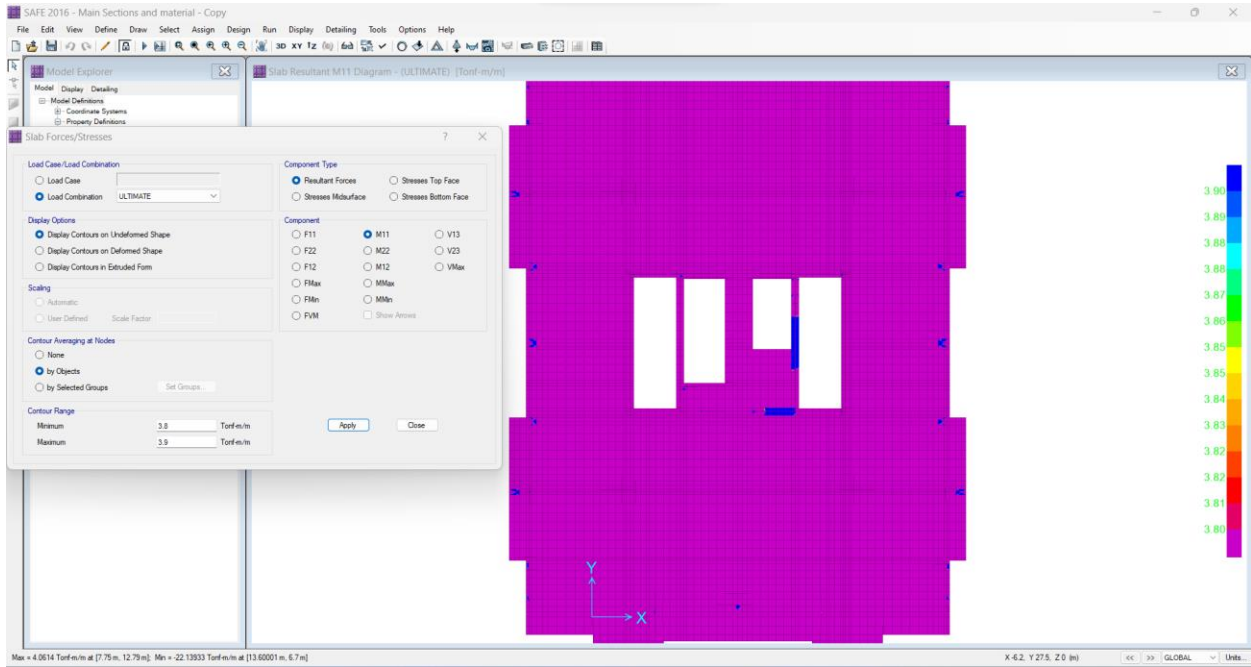 SAFE 2016 - Main Sections and material - Copy
File Edit View Define Draw Select Assign Design Run Display Detailing Tools Options Help
3D XY
Model Explorer
Slab Resultant M11 Diagram - (ULTIMATE) [Tonf-m/m]
Model Display Detailing
Model Definitions
Coordinate Systems
Property Definitions
Slab Forces/Stresses
?
Load Case/Load Combination
Load Case
Load Combination ULTIMATE
Display Options
Display Contours on Undeformed Shape
Display Contours on Deformed Shape
Display Contours in Extruded Form
Scaling
Automatic
User Defined Scale Factor
Contour Averaging at Nodes
None
by Objects
by Selected Groups Set Groups...
Contour Range
Minimum 3.8 Tonf-m/m
Maximum 3.9 Tonf-m/m
Component Type
Resultant Forces Stresses Top Face
Stresses Midsurface Stresses Bottom Face
Component
F11 M11 V13
F22 M22 V23
F12 M12 VMax
FMax MMax
FMin MMin
FVM Show Arrows
Apply Close
3.90
3.89
3.88
3.88
3.87
3.86
3.85
3.85
3.84
3.83
3.82
3.82
3.81
3.80
Y
X
Max = 4.0614 Tonf-m/m at [7.75 m, 12.79 m]; Min = -22.13933 Tonf-m/m at [13.60001 m, 6.7 m]
X -6.2, Y 27.5, Z 0 (m) << >> GLOBAL Units...